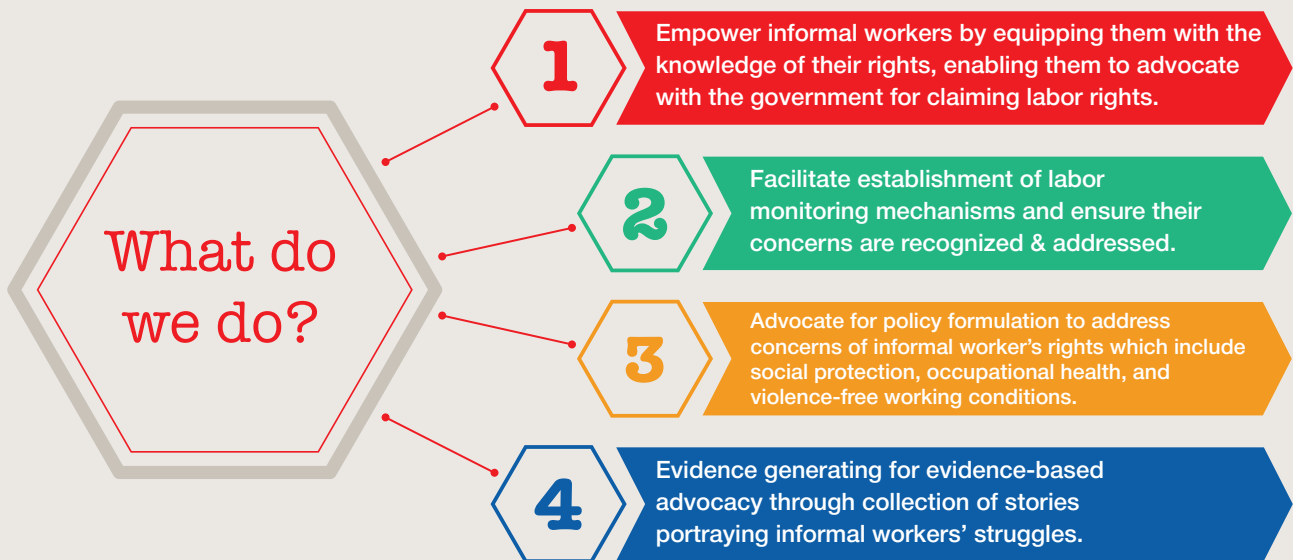 What do
we do?
1
Empower informal workers by equipping them with the
knowledge of their rights, enabling them to advocate
with the government for claiming labor rights.
2
Facilitate establishment of labor
monitoring mechanisms and ensure their
concerns are recognized & addressed.
3
Advocate for policy formulation to address
concerns of informal worker's rights which include
social protection, occupational health, and
violence-free working conditions.
4
Evidence generating for evidence-based
advocacy through collection of stories
portraying informal workers' struggles.